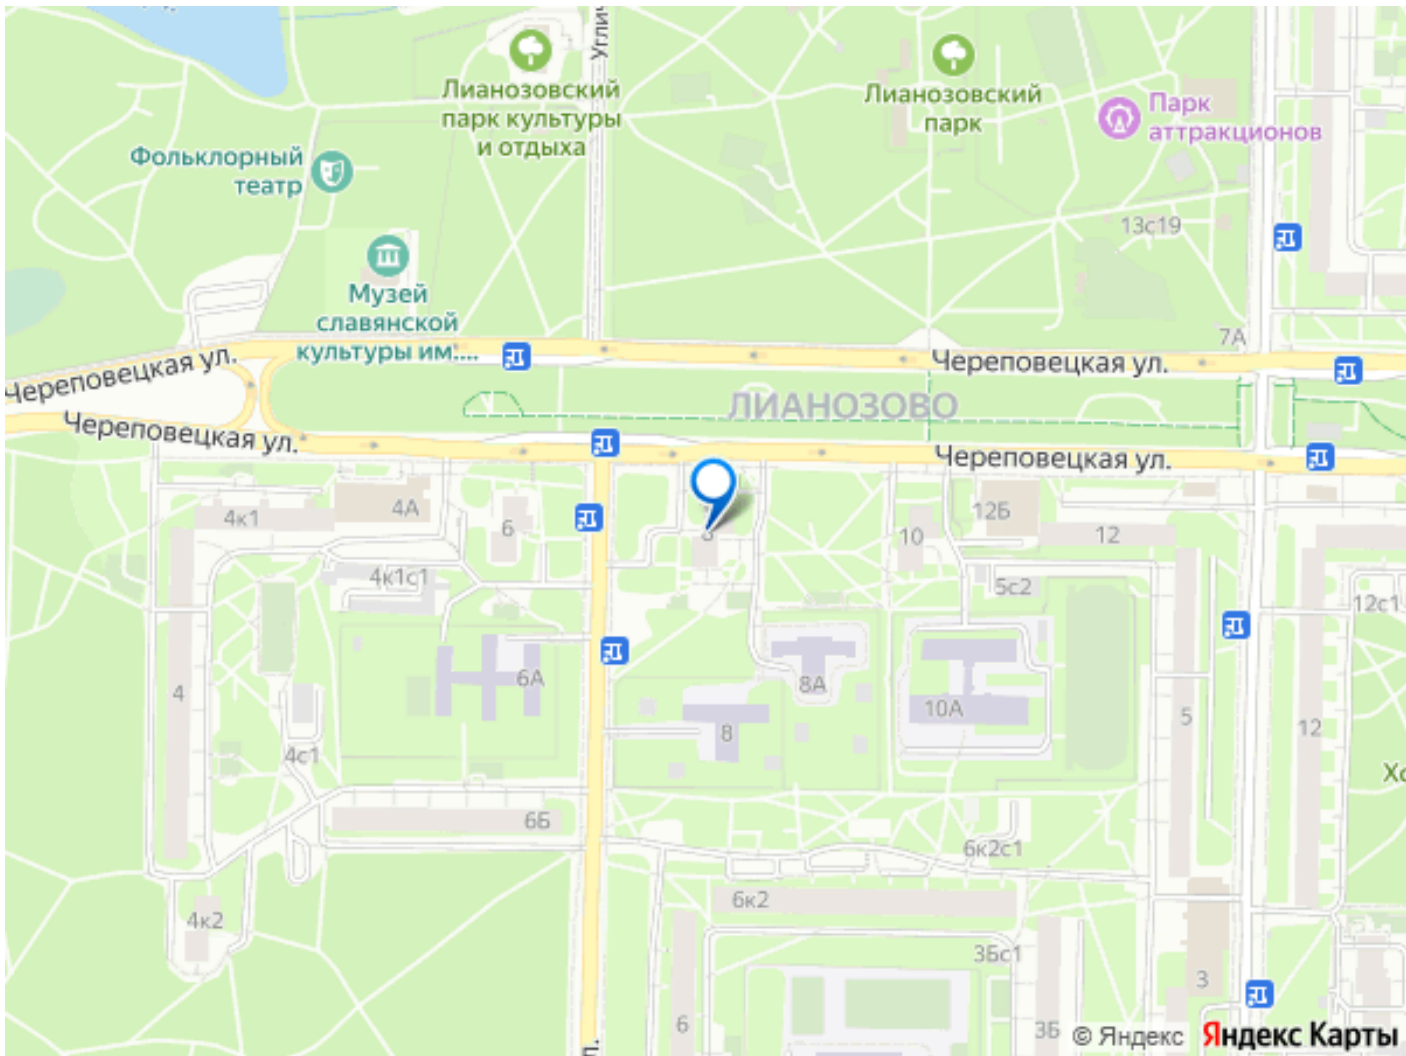 Углич
Лианозовский
парк культуры
и отдыха
Лианозовский
парк
Парк
аттракционов
Фольклорный
театр
13с19
Музей
славянской
культуры им....
7А
Череповецкая ул.
Череповецкая ул.
ЛИАНОЗОВО
Череповецкая ул.
Череповецкая ул.
4к1
4А
6
10
12Б
12
4к1с1
5с2
12с1
4
6А
8А
10А
8
5
12
4с1
Хо
6Б
6к2с1
6к2
4к2
3Бс1
3
6
3Б
л.
© Яндекс
Яндекс Карты